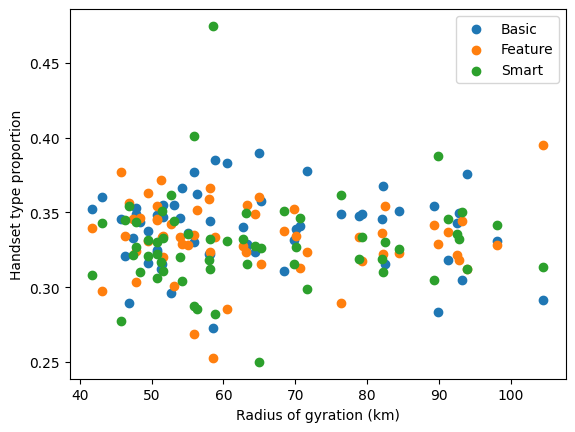 Basic
Feature
Smart
0.45
0.40
0.35
0.30
0.25
Handset type proportion
40 50 60 70 80 90 100
Radius of gyration (km)